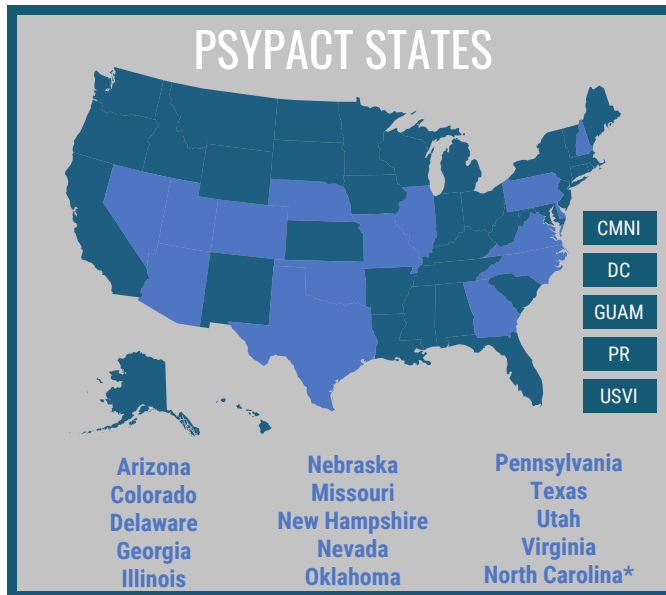 PSYPACT STATES
CMNI
DC
GUAM
PR
USVI
Arizona
Colorado
Delaware
Georgia
Illinois
Nebraska
Missouri
New Hampshire
Nevada
Oklahoma
Pennsylvania
Texas
Utah
Virginia
North Carolina*